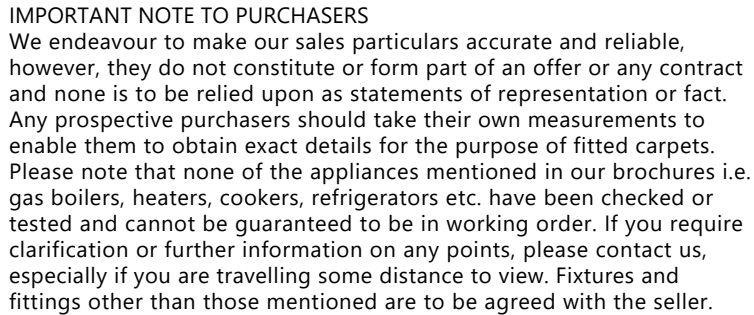 IMPORTANT NOTE TO PURCHASERS
We endeavour to make our sales particulars accurate and reliable,
however, they do not constitute or form part of an offer or any contract
and none is to be relied upon as statements of representation or fact.
Any prospective purchasers should take their own measurements to
enable them to obtain exact details for the purpose of fitted carpets.
Please note that none of the appliances mentioned in our brochures i.e.
gas boilers, heaters, cookers, refrigerators etc. have been checked or
tested and cannot be guaranteed to be in working order. If you require
clarification or further information on any points, please contact us,
especially if you are travelling some distance to view. Fixtures and
fittings other than those mentioned are to be agreed with the seller.